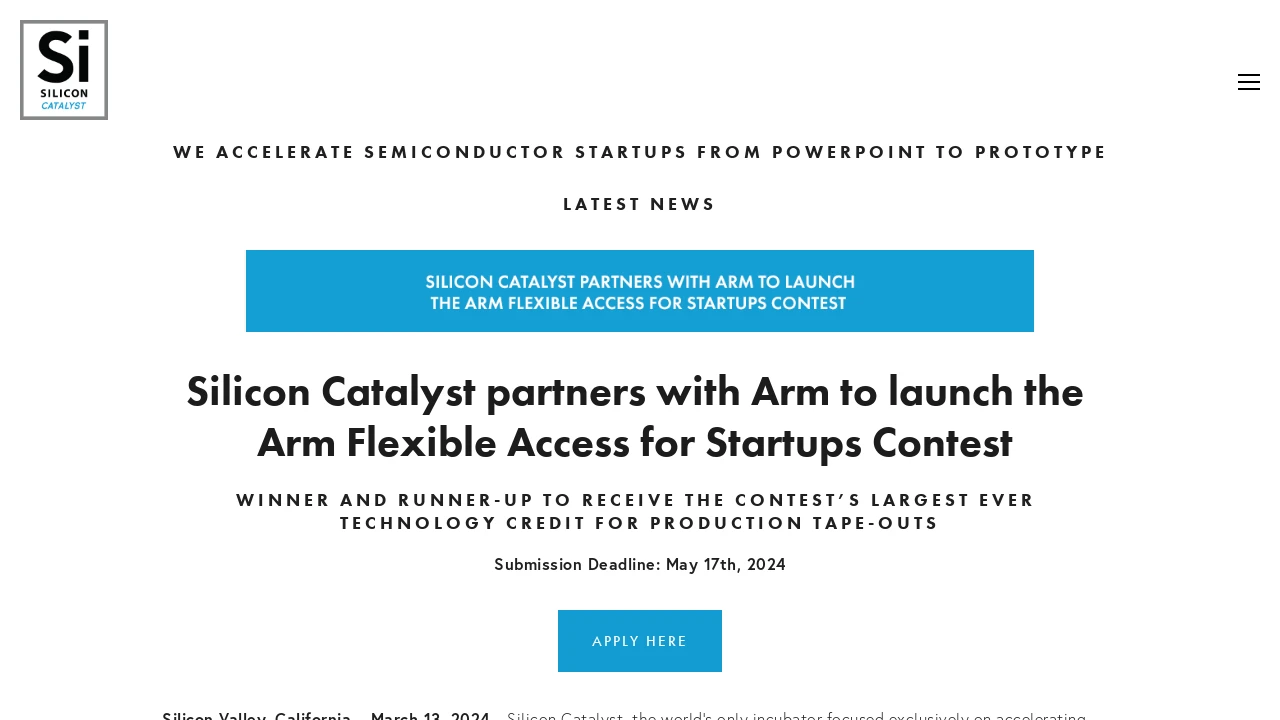 Si
SILICON
CATALYST
WE ACCELERATE SEMICONDUCTOR STARTUPS FROM POWERPOINT TO PROTOTYPE
LATEST NEWS
SILICON CATALYST PARTNERS WITH ARM TO LAUNCH
THE ARM FLEXIBLE ACCESS FOR STARTUPS CONTEST
Silicon Catalyst partners with Arm to launch the
Arm Flexible Access for Startups Contest
WINNER AND RUNNER-UP TO RECEIVE THE CONTEST’S LARGEST EVER
TECHNOLOGY CREDIT FOR PRODUCTION TAPE-OUTS
Submission Deadline: May 17th, 2024
APPLY HERE
Silicon Valley, California – March 13, 2024 – Silicon Catalyst, the world's only incubator focused exclusively on accelerating